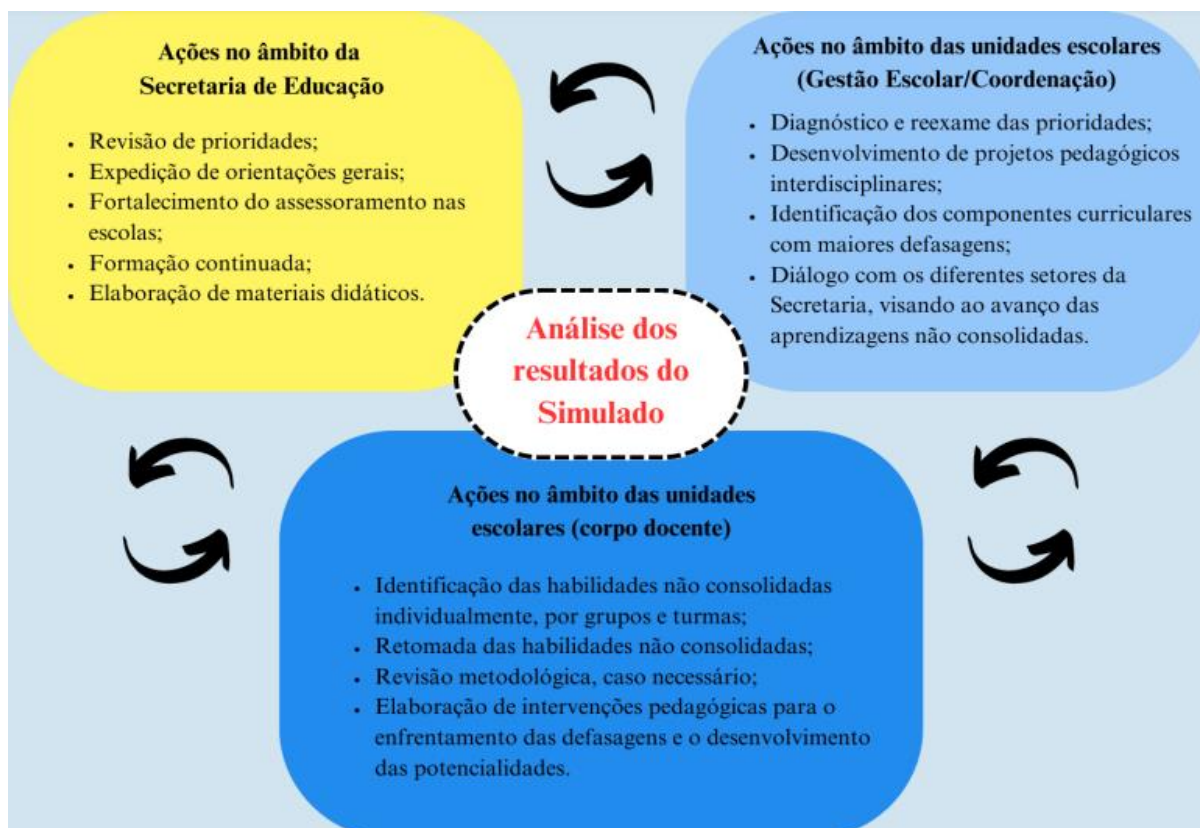 Ações no âmbito da
Secretaria de Educação
• Revisão de prioridades;
• Expedição de orientações gerais;
• Fortalecimento do assessoramento nas
escolas;
• Formação continuada;
• Elaboração de materiais didáticos.
Ações no âmbito das unidades escolares
(Gestão Escolar/Coordenação)
• Diagnóstico e reexame das prioridades;
• Desenvolvimento de projetos pedagógicos
interdisciplinares;
• Identificação dos componentes curriculares
com maiores defasagens;
• Diálogo com os diferentes setores da
Secretaria, visando ao avanço das
aprendizagens não consolidadas.
Análise dos
resultados do
Simulado
Ações no âmbito das unidades
escolares (corpo docente)
• Identificação das habilidades não consolidadas
individualmente, por grupos e turmas;
• Retomada das habilidades não consolidadas;
• Revisão metodológica, caso necessário;
• Elaboração de intervenções pedagógicas para o
enfrentamento das defasagens e o desenvolvimento
das potencialidades.